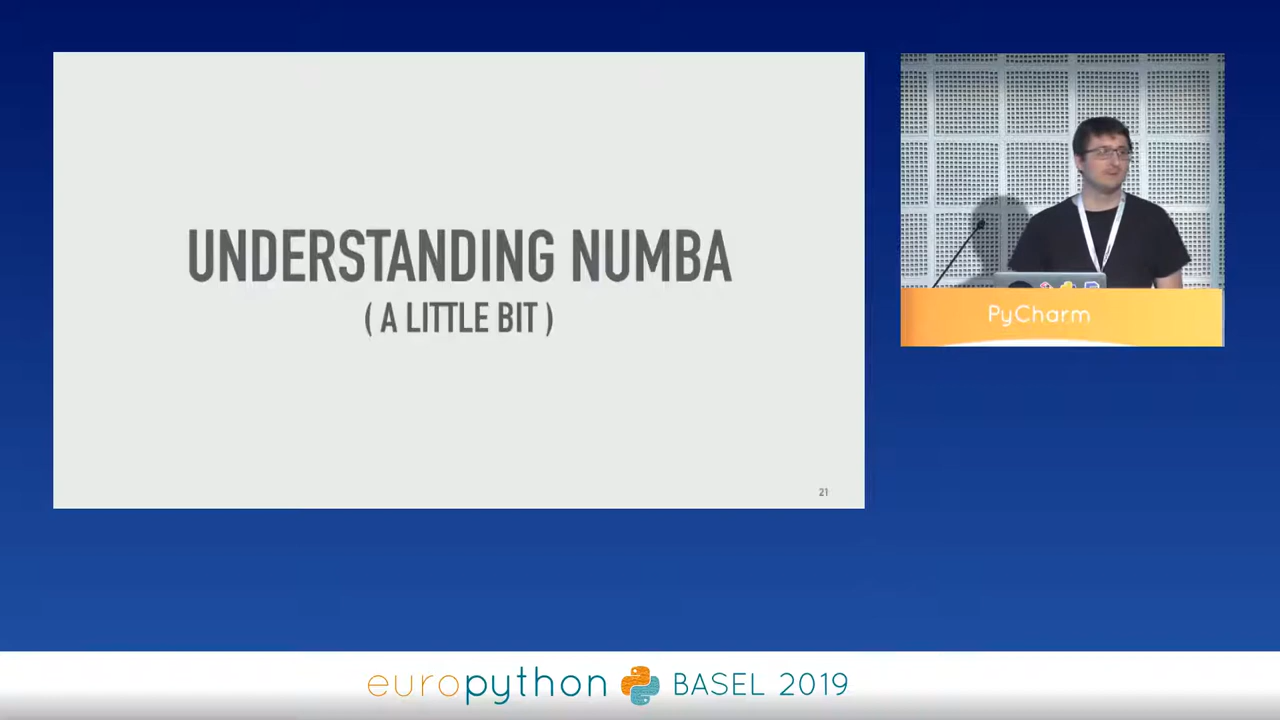 UNDERSTANDING NUMBA
( A LITTLE BIT )
21
PyCharm
europython BASEL 2019